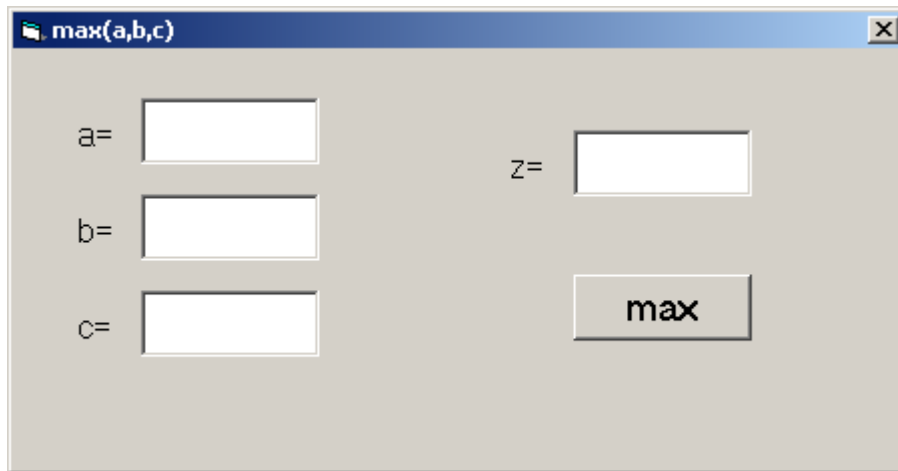 max(a,b,c)
a=
b=
c=
z=
max